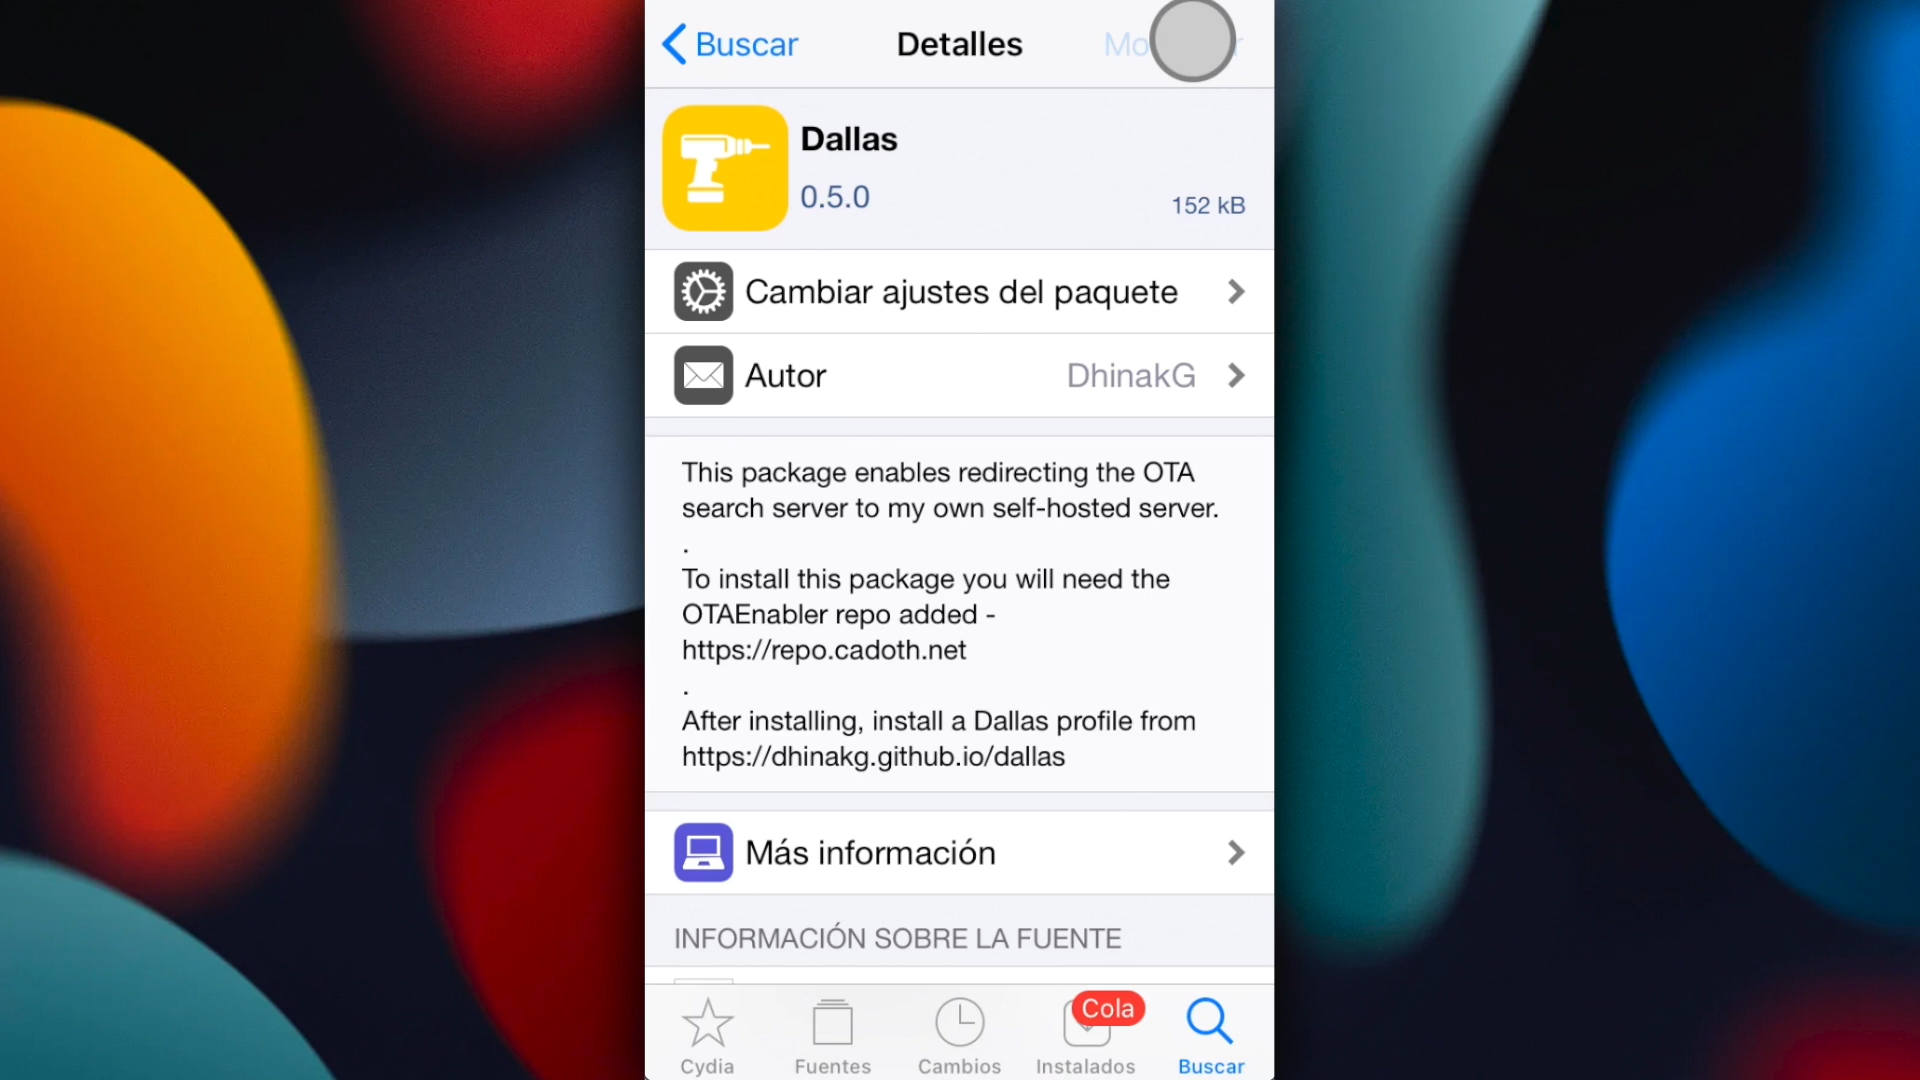 Buscar
Detalles
Dallas
0.5.0
152 kB
Cambiar ajustes del paquete
Autor
DhinakG
This package enables redirecting the OTA
search server to my own self-hosted server.
.
To install this package you will need the
OTAEnabler repo added -
https://repo.cadoth.net
.
After installing, install a Dallas profile from
https://dhinakg.github.io/dallas
Más información
INFORMACIÓN SOBRE LA FUENTE
Cola
Cydia
Fuentes
Cambios
Instalados
Buscar